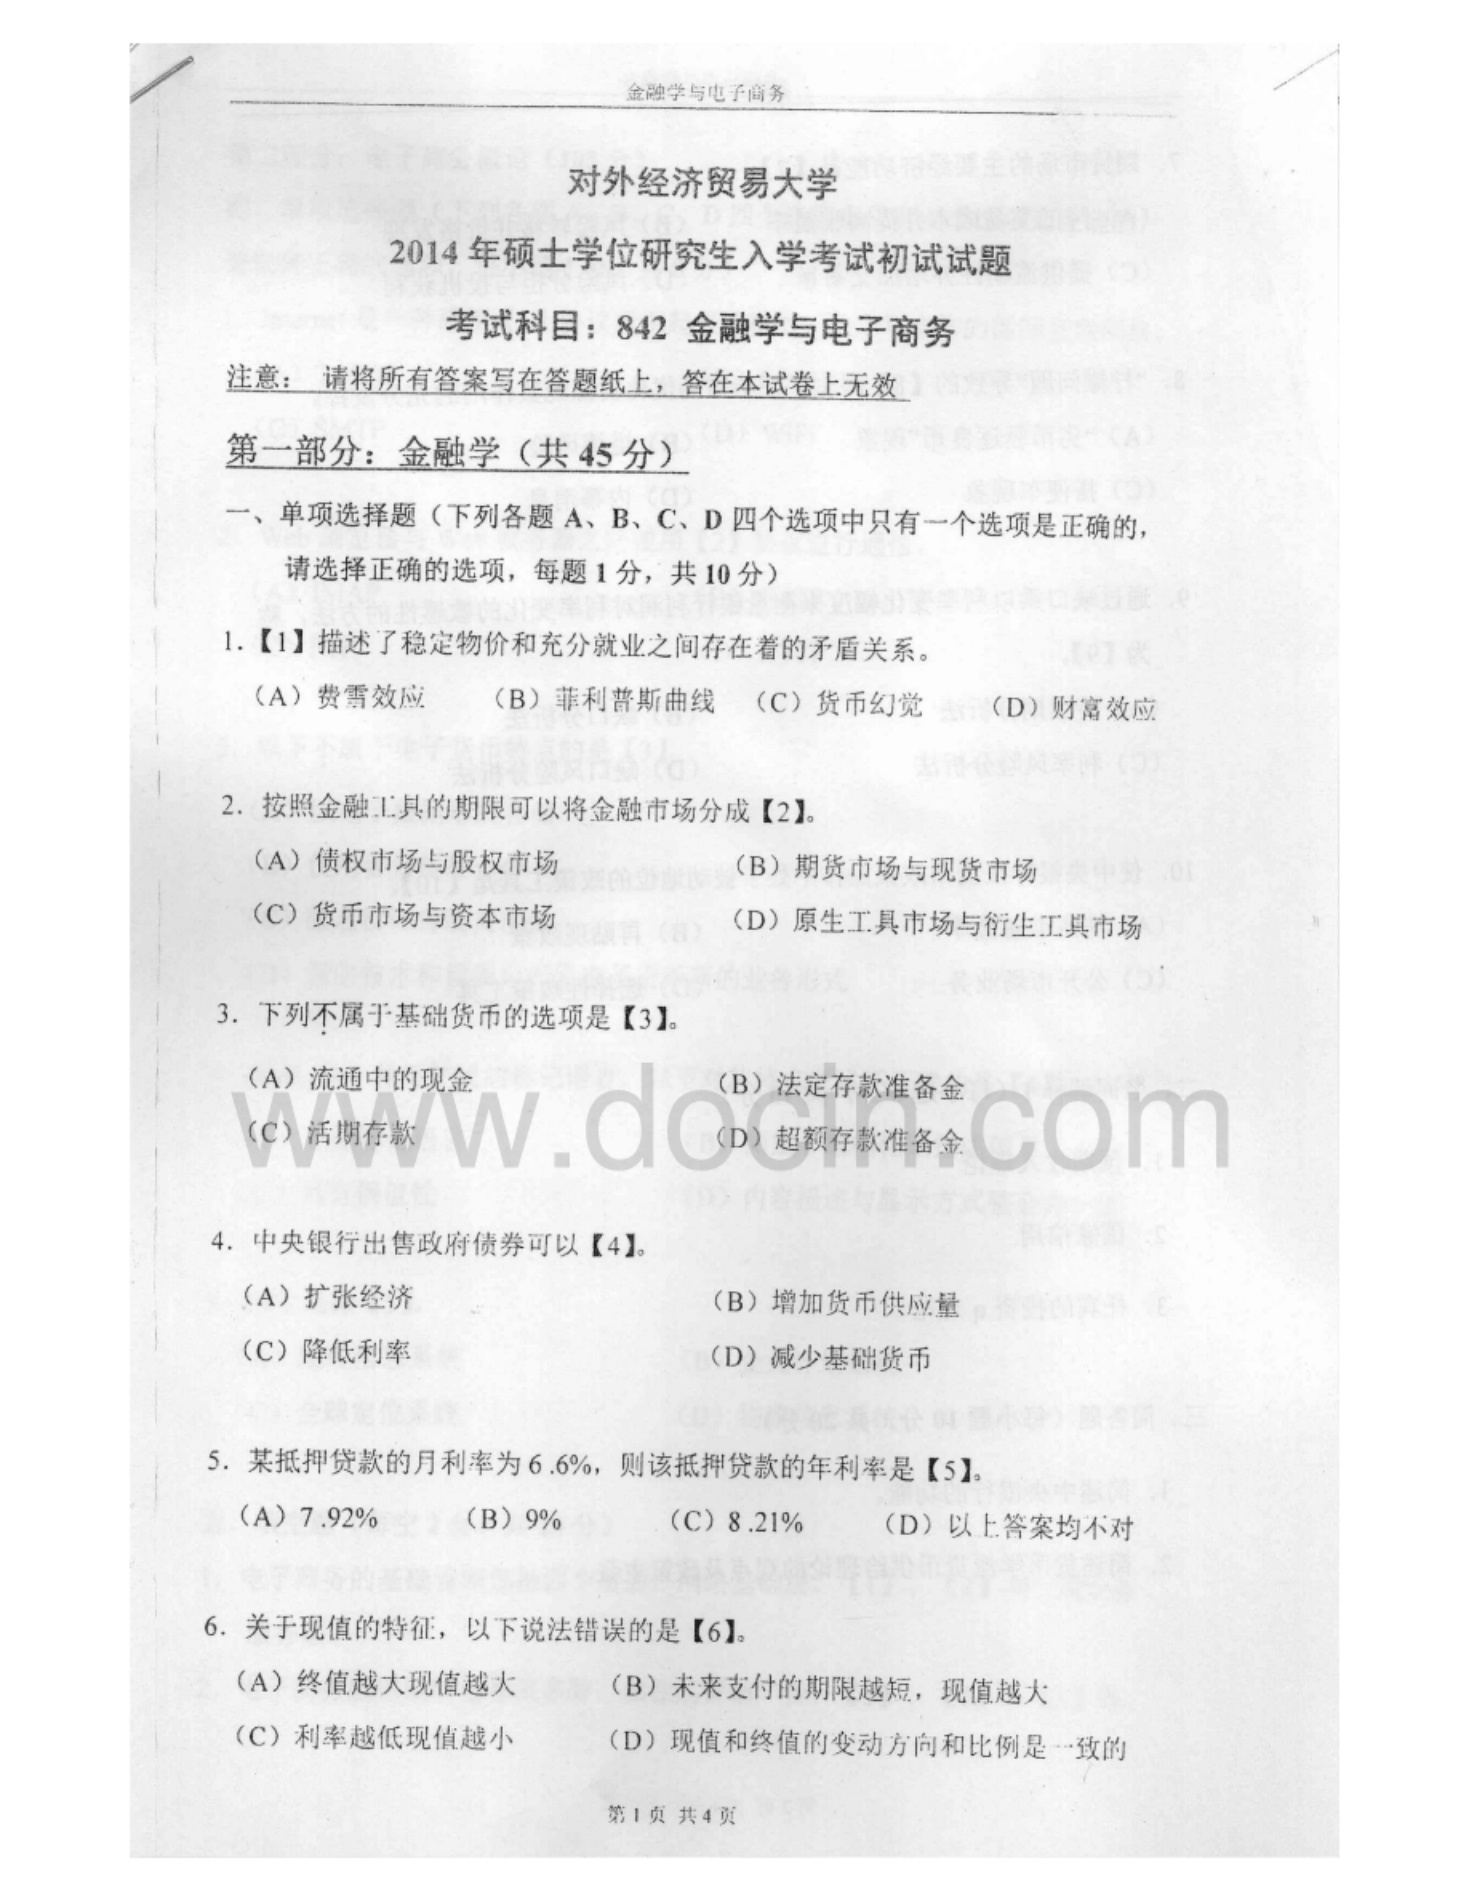 金融学与电子商务
对外经济贸易大学
2014 年硕士学位研究生入学考试初试试题
考试科目：842 金融学与电子商务
注意： 请将所有答案写在答题纸上，答在本试卷上无效
第一部分：金融学（共 45 分）
一、单项选择题（下列各题 A、B、C、D 四个选项中只有一个选项是正确的，
请选择正确的选项，每题 1 分，共 10 分）
1.【1】描述了稳定物价和充分就业之间存在着的矛盾关系。
（A）费雪效应 （B）菲利普斯曲线 （C）货币幻觉 （D）财富效应
2. 按照金融工具的期限可以将金融市场分成【2】。
（A）债权市场与股权市场 （B）期货市场与现货市场
（C）货币市场与资本市场 （D）原生工具市场与衍生工具市场
3. 下列不属于基础货币的选项是【3】。
（A）流通中的现金 （B）法定存款准备金
（C）活期存款 （D）超额存款准备金
www.docin.com
4. 中央银行出售政府债券可以【4】。
（A）扩张经济 （B）增加货币供应量
（C）降低利率 （D）减少基础货币
5. 某抵押贷款的月利率为 6 .6%，则该抵押贷款的年利率是【5】。
（A）7 .92% （B）9% （C）8 .21% （D）以上答案均不对
6. 关于现值的特征，以下说法错误的是【6】。
（A）终值越大现值越大 （B）未来支付的期限越短，现值越大
（C）利率越低现值越小 （D）现值和终值的变动方向和比例是一致的
第 1 页 共 4 页